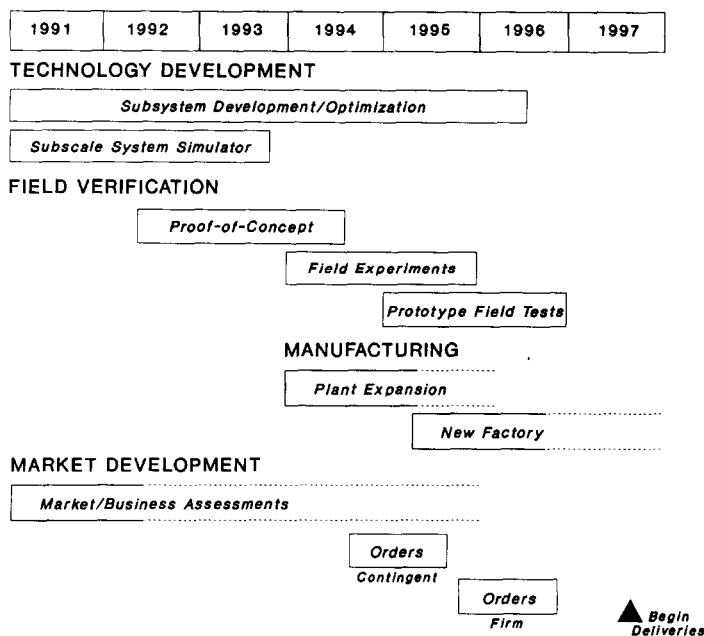 1991 1992 1993 1994 1995 1996 1997
TECHNOLOGY DEVELOPMENT
Subsystem Development/Optimization
Subscale System Simulator
FIELD VERIFICATION
Proof-of-Concept
Field Experiments
Prototype Field Tests
MANUFACTURING
Plant Expansion
New Factory
MARKET DEVELOPMENT
Market/Business Assessments
Orders
Contingent
Orders
Firm
Begin
Deliveries